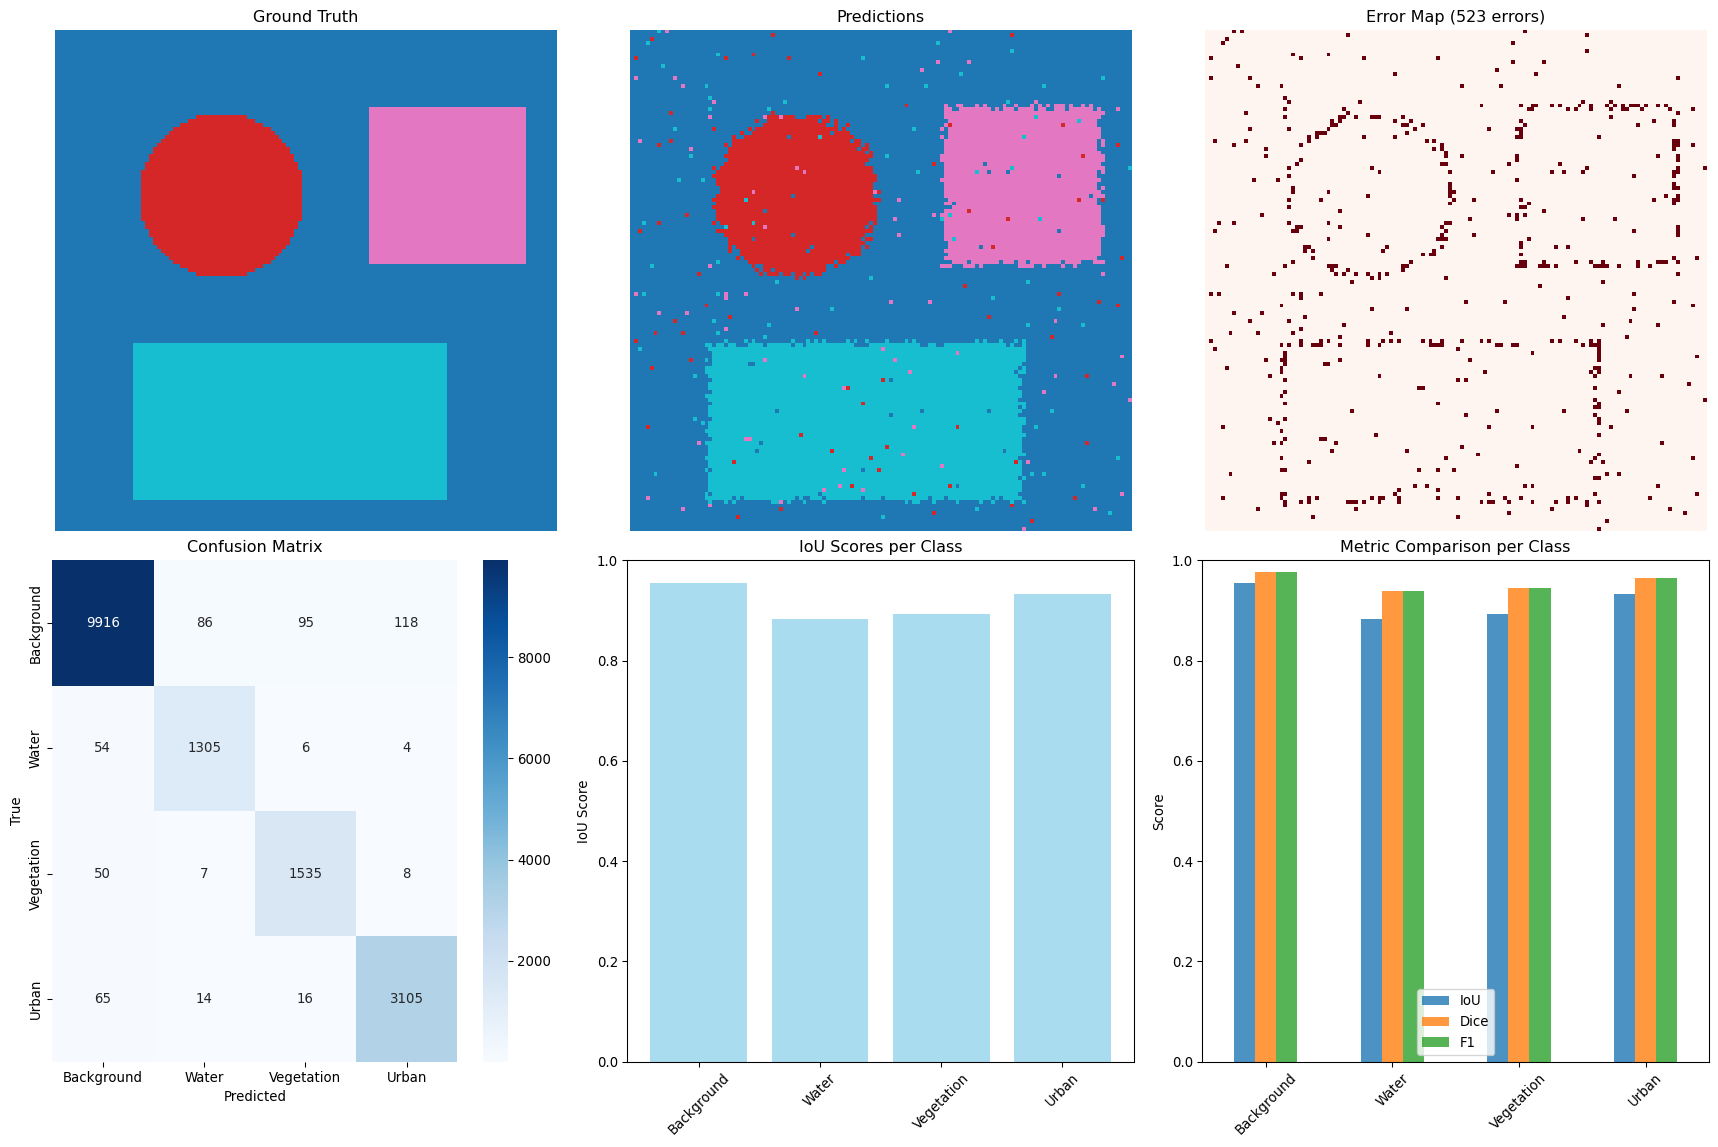 Ground Truth
Predictions
Error Map (523 errors)
Confusion Matrix
True
Background
Water
Vegetation
Urban
9916 86 95 118
54 1305 6 4
50 7 1535 8
65 14 16 3105
Background Water Vegetation Urban
Predicted
8000
6000
4000
2000
IoU Scores per Class
IoU Score
1.0
0.8
0.6
0.4
0.2
0.0
Background
Water
Vegetation
Urban
Metric Comparison per Class
Score
1.0
0.8
0.6
0.4
0.2
0.0
IoU
Dice
F1
Background
Water
Vegetation
Urban